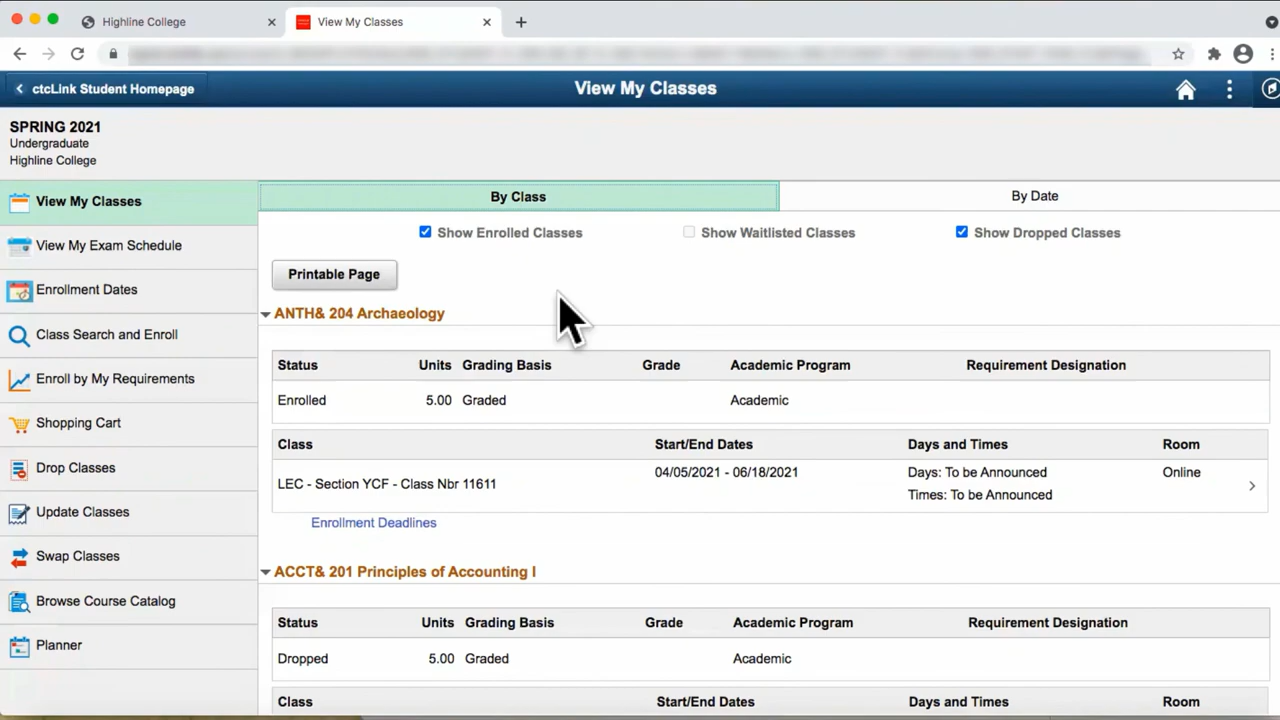 Highline College
View My Classes
ctcLink Student Homepage
View My Classes
SPRING 2021
Undergraduate
Highline College
View My Classes
View My Exam Schedule
Enrollment Dates
Class Search and Enroll
Enroll by My Requirements
Shopping Cart
Drop Classes
Update Classes
Swap Classes
Browse Course Catalog
Planner
By Class By Date
Show Enrolled Classes Show Waitlisted Classes Show Dropped Classes
Printable Page
ANTH& 204 Archaeology
Status Units Grading Basis Grade Academic Program Requirement Designation
Enrolled 5.00 Graded Academic
Class Start/End Dates Days and Times Room
LEC - Section YCF - Class Nbr 11611 04/05/2021 - 06/18/2021 Days: To be Announced Online
Times: To be Announced
Enrollment Deadlines
ACCT& 201 Principles of Accounting I
Status Units Grading Basis Grade Academic Program Requirement Designation
Dropped 5.00 Graded Academic
Class Start/End Dates Days and Times Room